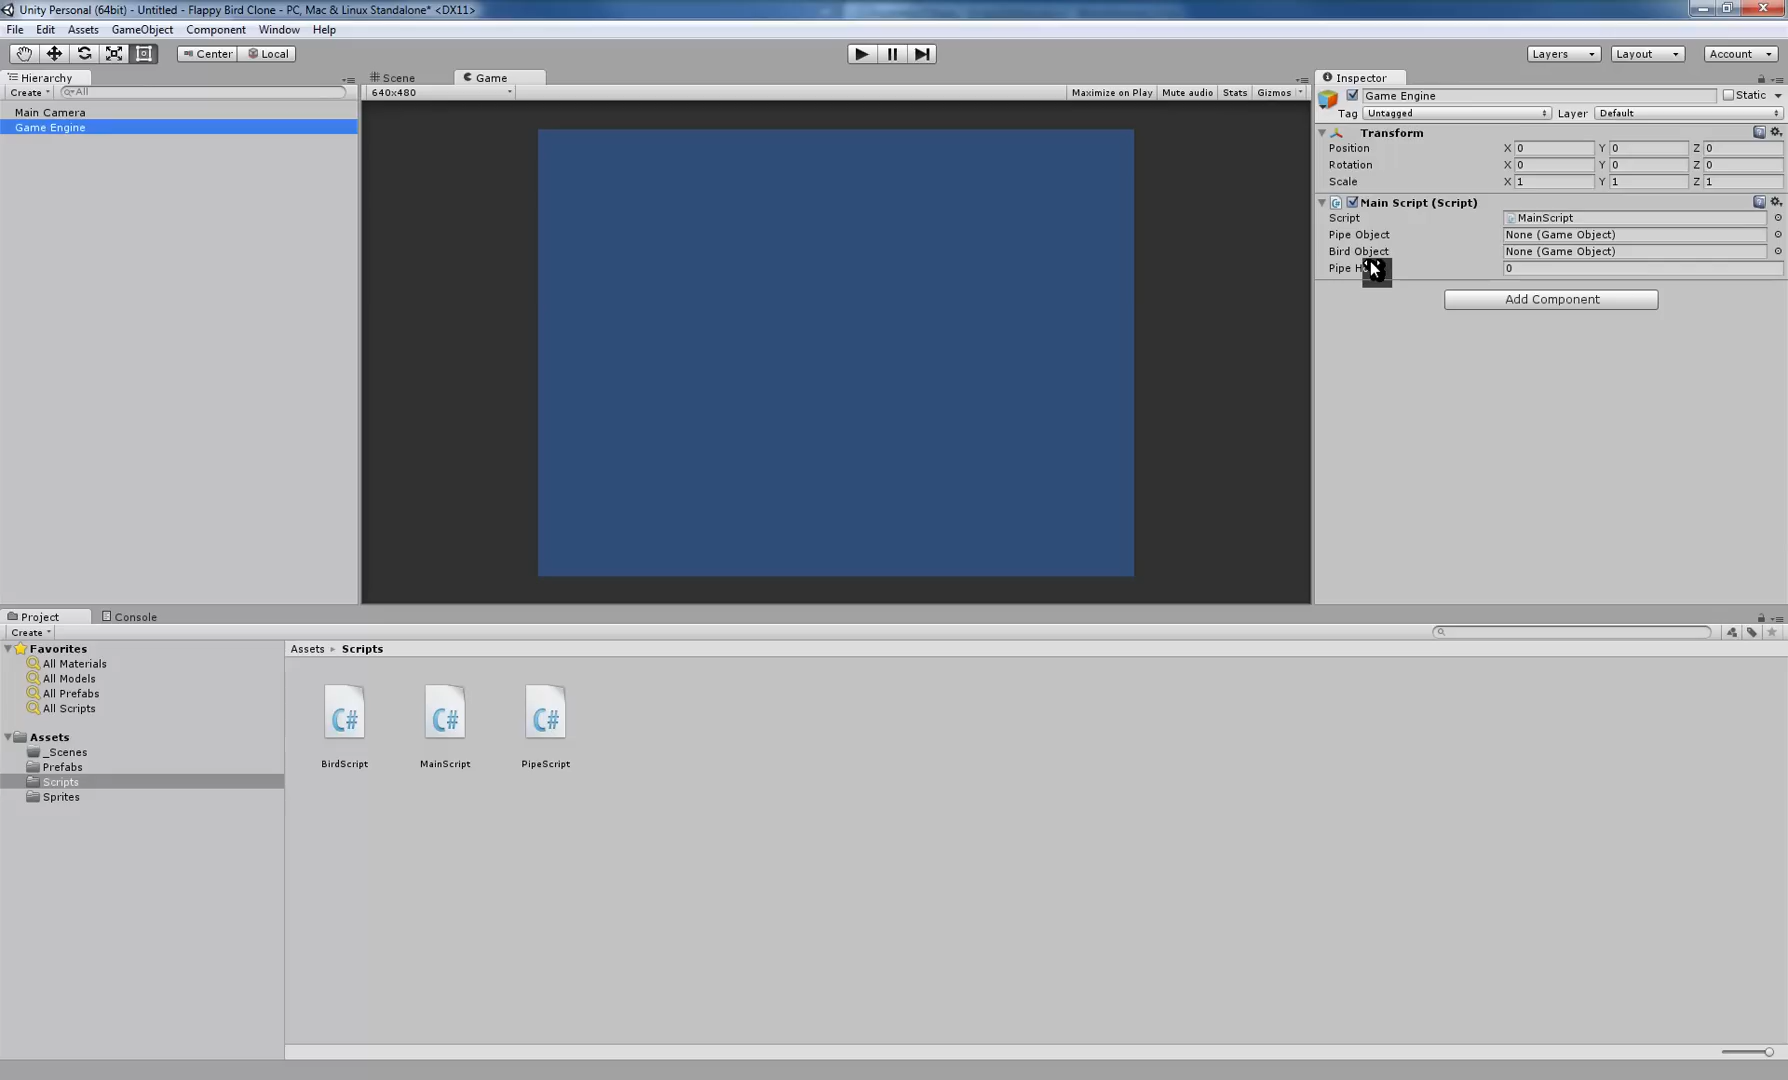 Unity Personal (64bit) - Untitled - Flappy Bird Clone - PC, Mac & Linux Standalone* <DX11>
File Edit Assets GameObject Component Window Help
Center Local
Layers Layout Account
Hierarchy
Create All
Main Camera
Game Engine
Scene Game
640x480 Maximize on Play Mute audio Stats Gizmos
Inspector
Game Engine Static
Tag Untagged Layer Default
Transform
Position X 0 Y 0 Z 0
Rotation X 0 Y 0 Z 0
Scale X 1 Y 1 Z 1
Main Script (Script)
Script MainScript
Pipe Object None (Game Object)
Bird Object None (Game Object)
Pipe 0
Add Component
Project Console
Create
Favorites
All Materials
All Models
All Prefabs
All Scripts
Assets
_Scenes
Prefabs
Scripts
Sprites
Assets Scripts
C# C# C#
BirdScript MainScript PipeScript